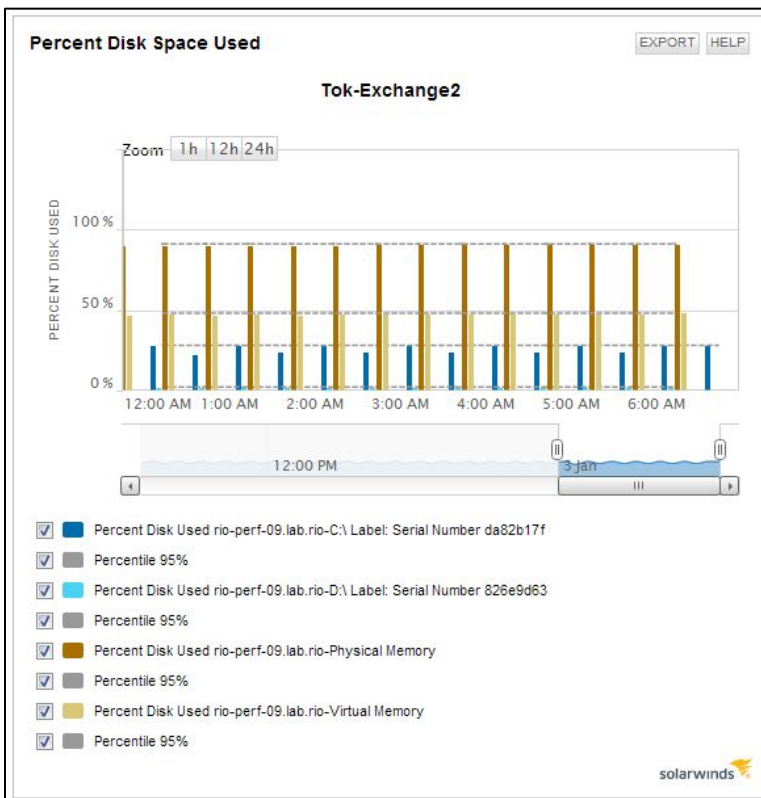 Percent Disk Space Used
EXPORT HELP
Tok-Exchange2
Zoom 1h 12h 24h
PERCENT DISK USED
100 %
50 %
0 %
12:00 AM 1:00 AM 2:00 AM 3:00 AM 4:00 AM 5:00 AM 6:00 AM
12:00 PM 3 Jan
Percent Disk Used rio-perf-09.lab.rio-C:\ Label: Serial Number da82b17f
Percentile 95%
Percent Disk Used rio-perf-09.lab.rio-D:\ Label: Serial Number 826e9d63
Percentile 95%
Percent Disk Used rio-perf-09.lab.rio-Physical Memory
Percentile 95%
Percent Disk Used rio-perf-09.lab.rio-Virtual Memory
Percentile 95%
solarwinds